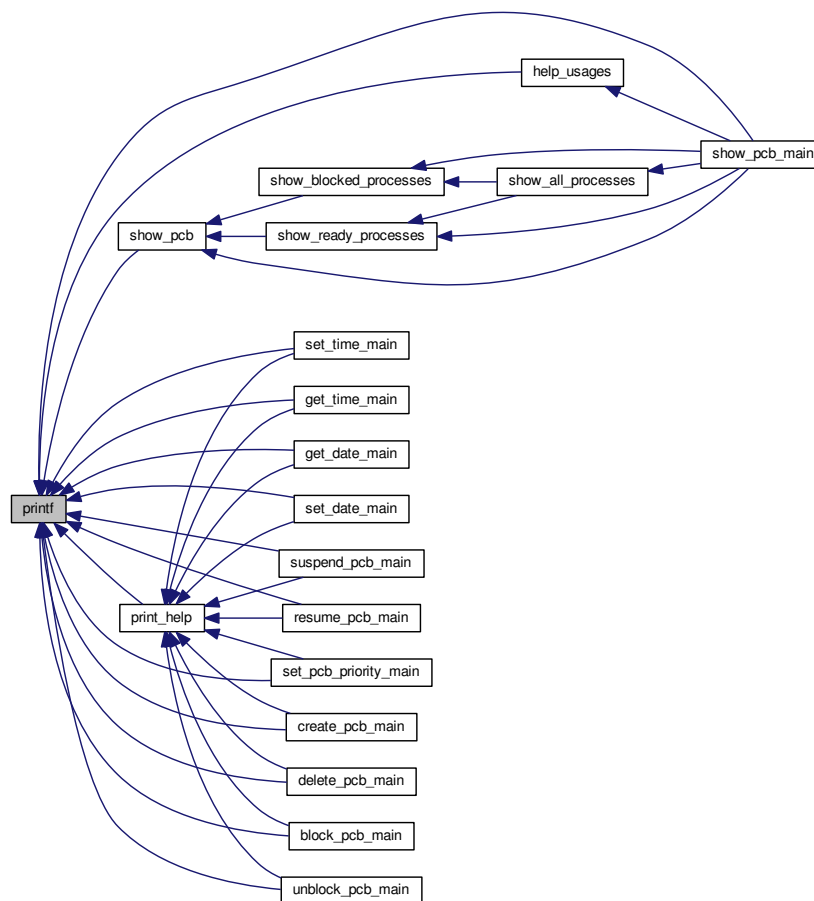 help_usages
show_pcb_main
show_blocked_processes
show_all_processes
show_pcb
show_ready_processes
set_time_main
get_time_main
get_date_main
printf
set_date_main
suspend_pcb_main
print_help
resume_pcb_main
set_pcb_priority_main
create_pcb_main
delete_pcb_main
block_pcb_main
unblock_pcb_main